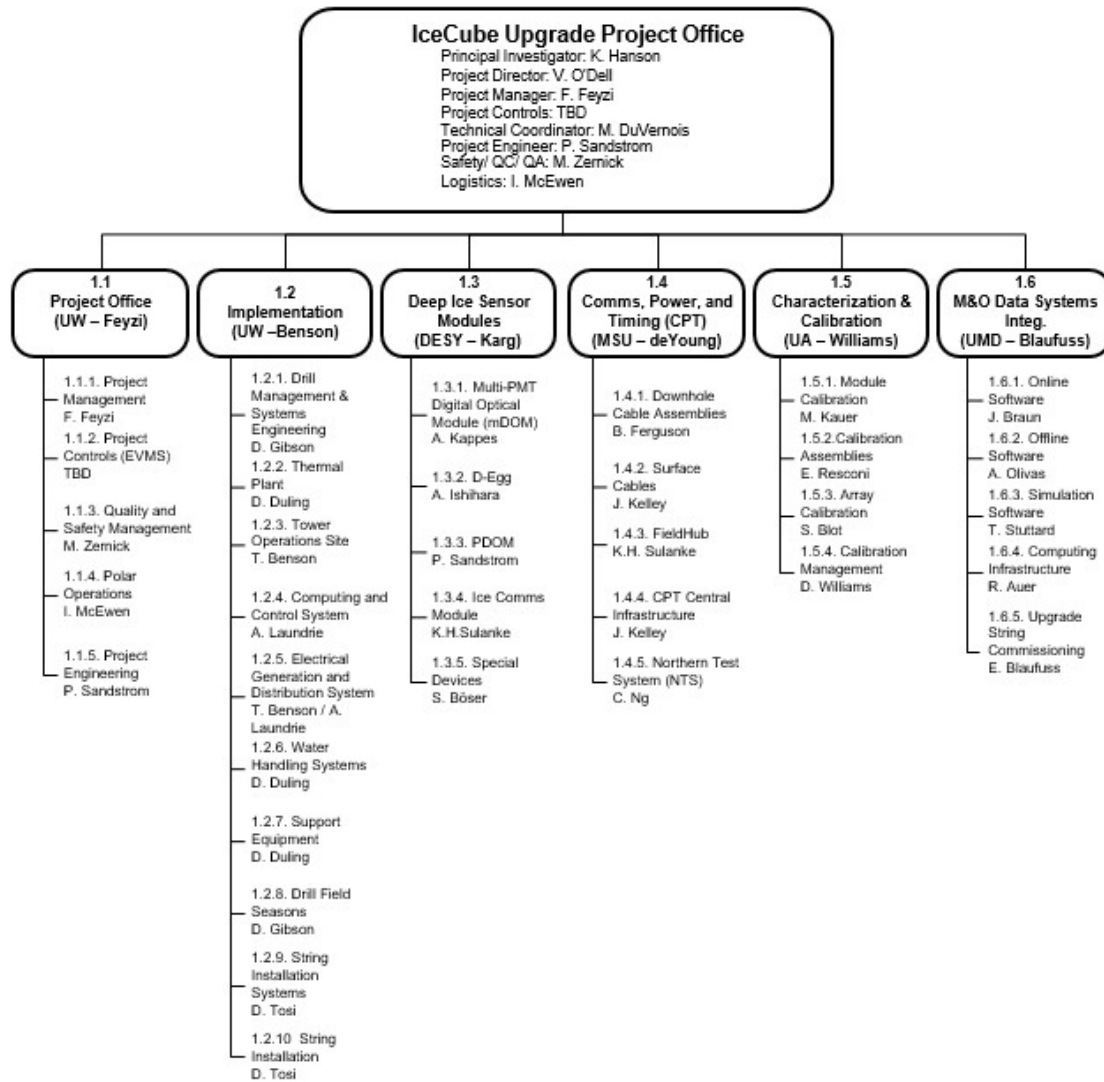 IceCube Upgrade Project Office
Principal Investigator: K. Hanson
Project Director: V. O'Dell
Project Manager: F. Feyzi
Project Controls: TBD
Technical Coordinator: M. DuVernois
Project Engineer: P. Sandstrom
Safety/ QC/ QA: M. Zernick
Logistics: I. McEwen
1.1
Project Office
(UW – Feyzi)
1.1.1. Project
Management
F. Feyzi
1.1.2. Project
Controls (EVMS)
TBD
1.1.3. Quality and
Safety Management
M. Zernick
1.1.4. Polar
Operations
I. McEwen
1.1.5. Project
Engineering
P. Sandstrom
1.2
Implementation
(UW –Benson)
1.2.1. Drill
Management &
Systems
Engineering
D. Gibson
1.2.2. Thermal
Plant
D. Duling
1.2.3. Tower
Operations Site
T. Benson
1.2.4. Computing and
Control System
A. Laundrie
1.2.5. Electrical
Generation and
Distribution System
T. Benson / A.
Laundrie
1.2.6. Water
Handling Systems
D. Duling
1.2.7. Support
Equipment
D. Duling
1.2.8. Drill Field
Seasons
D. Gibson
1.2.9. String
Installation
Systems
D. Tosi
1.2.10 String
Installation
D. Tosi
1.3
Deep Ice Sensor
Modules
(DESY – Karg)
1.3.1. Multi-PMT
Digital Optical
Module (mDOM)
A. Kappes
1.3.2. D-Egg
A. Ishihara
1.3.3. PDOM
P. Sandstrom
1.3.4. Ice Comms
Module
K.H.Sulanke
1.3.5. Special
Devices
S. Böser
1.4
Comms, Power, and
Timing (CPT)
(MSU – deYoung)
1.4.1. Downhole
Cable Assemblies
B. Ferguson
1.4.2. Surface
Cables
J. Kelley
1.4.3. FieldHub
K.H. Sulanke
1.4.4. CPT Central
Infrastructure
J. Kelley
1.4.5. Northern Test
System (NTS)
C. Ng
1.5
Characterization &
Calibration
(UA – Williams)
1.5.1. Module
Calibration
M. Kauer
1.5.2.Calibration
Assemblies
E. Resconi
1.5.3. Array
Calibration
S. Blot
1.5.4. Calibration
Management
D. Williams
1.6
M&O Data Systems
Integ.
(UMD – Blaufuss)
1.6.1. Online
Software
J. Braun
1.6.2. Offline
Software
A. Olivas
1.6.3. Simulation
Software
T. Stuttard
1.6.4. Computing
Infrastructure
R. Auer
1.6.5. Upgrade
String
Commissioning
E. Blaufuss